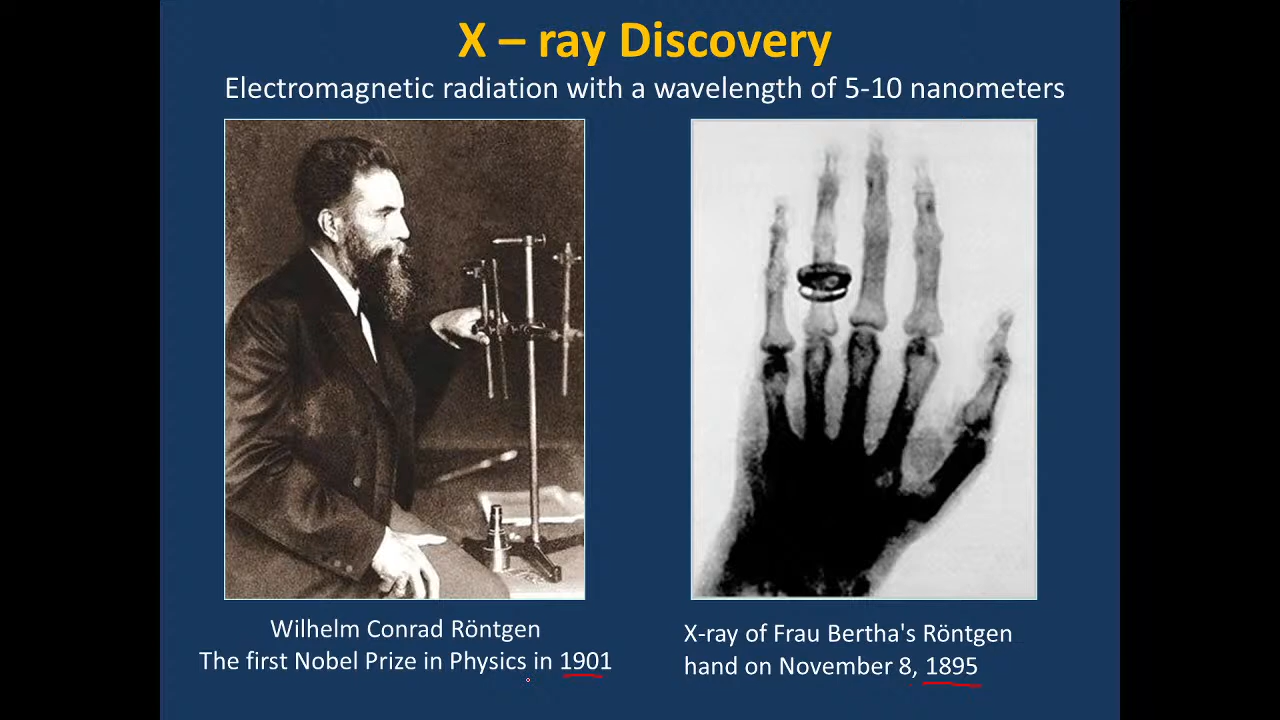 X – ray Discovery
Electromagnetic radiation with a wavelength of 5-10 nanometers
Wilhelm Conrad Röntgen
The first Nobel Prize in Physics in 1901
X-ray of Frau Bertha's Röntgen
hand on November 8, 1895